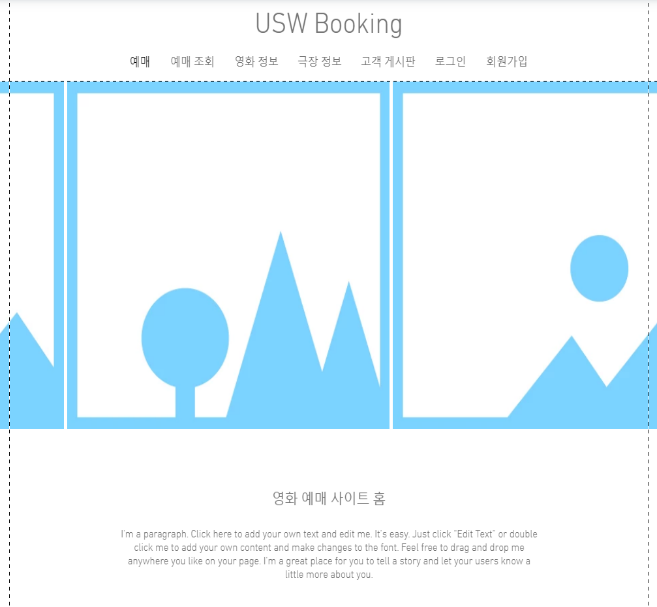 USW Booking
예매 예매 조회 영화 정보 극장 정보 고객 게시판 로그인 회원가입
영화 예매 사이트 홈
I'm a paragraph. Click here to add your own text and edit me. It's easy. Just click "Edit Text" or double
click me to add your own content and make changes to the font. Feel free to drag and drop me
anywhere you like on your page. I'm a great place for you to tell a story and let your users know a
little more about you.